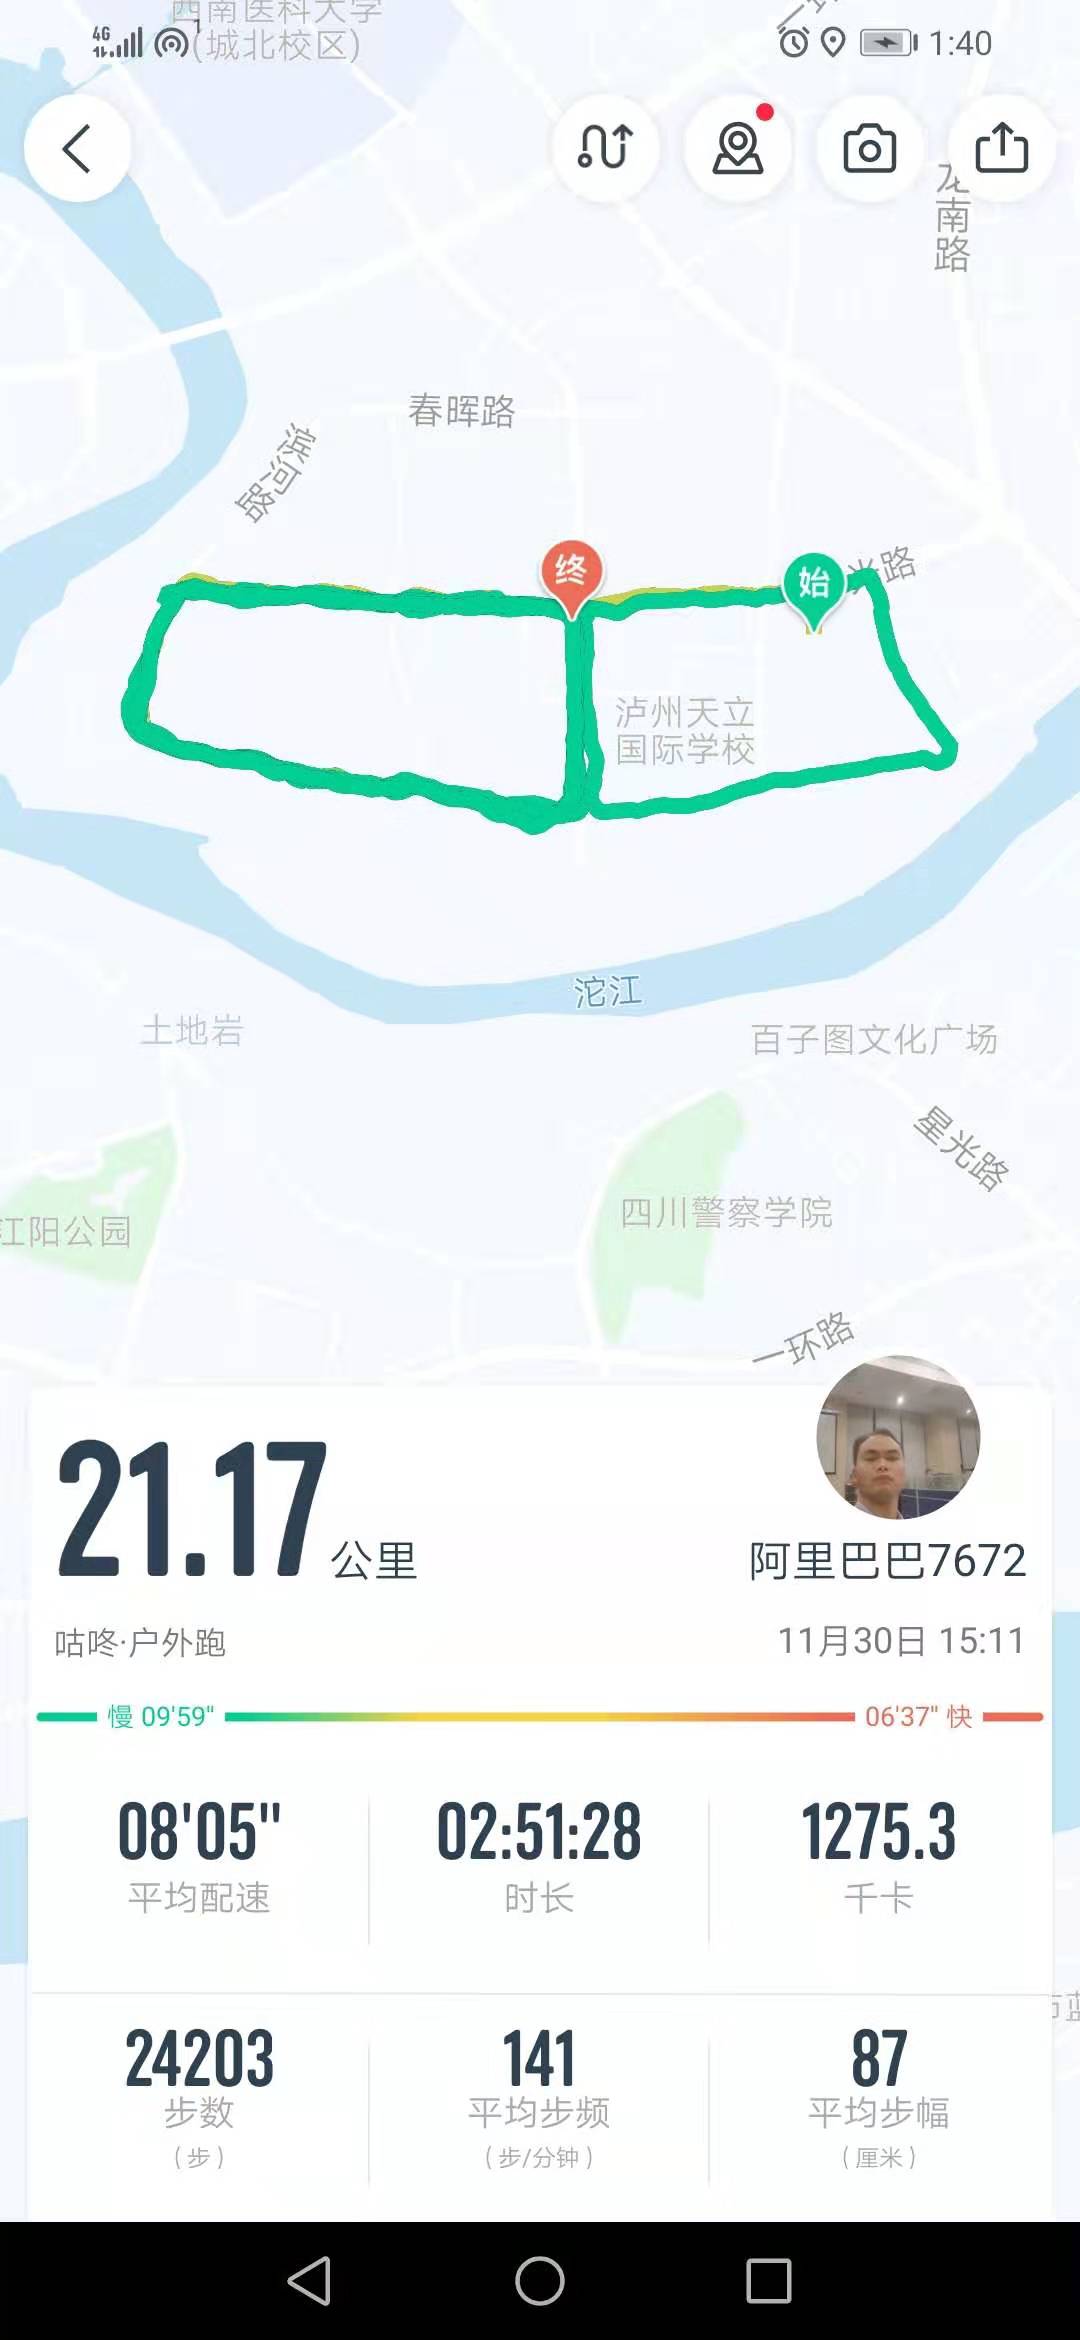 西南医科大学
(城北校区)
4G
1
1:40
龙南路
春晖路
滨河路
终
始
光路
泸州天立
国际学校
沱江
土地岩
百子图文化广场
星光路
江阳公园
四川警察学院
一环路
21.17公里
阿里巴巴7672
咕咚·户外跑
11月30日 15:11
慢 09'59"
06'37" 快
08'05"
02:51:28
1275.3
平均配速
时长
千卡
24203
141
87
步数
平均步频
平均步幅
（步）
（步/分钟）
（厘米）